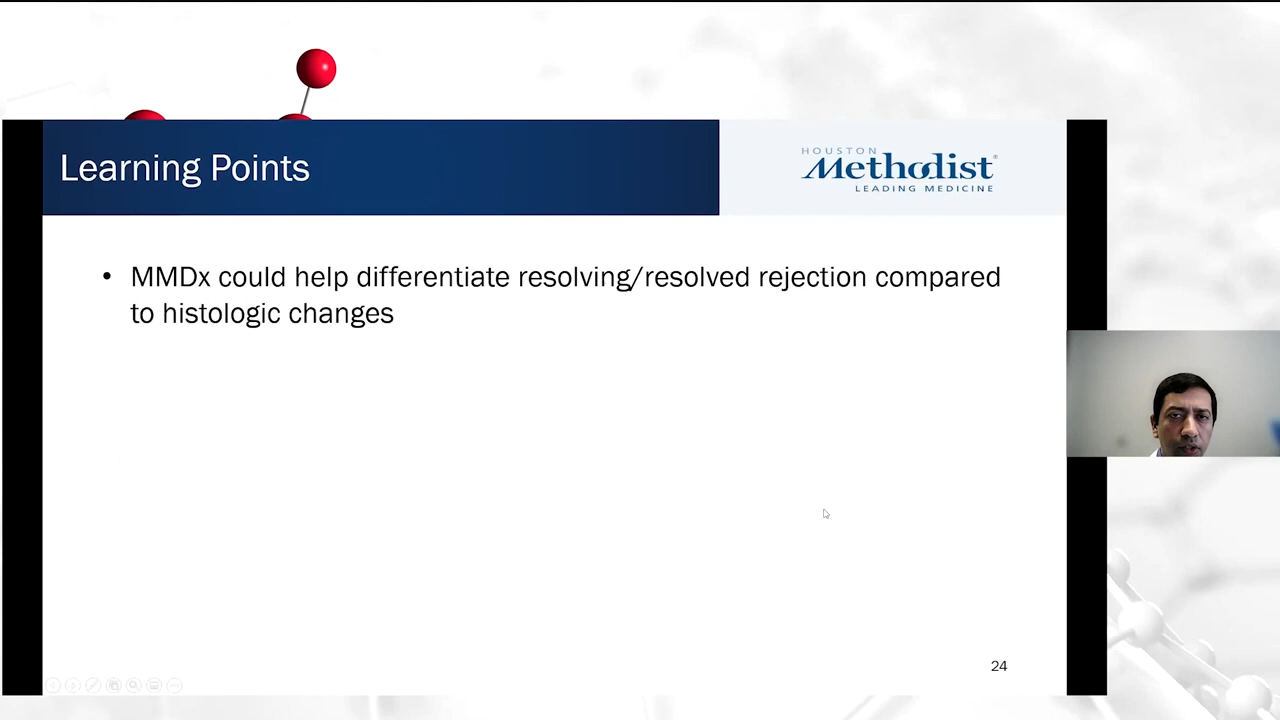 Learning Points
HOUSTON
Methodist®
LEADING MEDICINE
• MMDx could help differentiate resolving/resolved rejection compared
to histologic changes
24